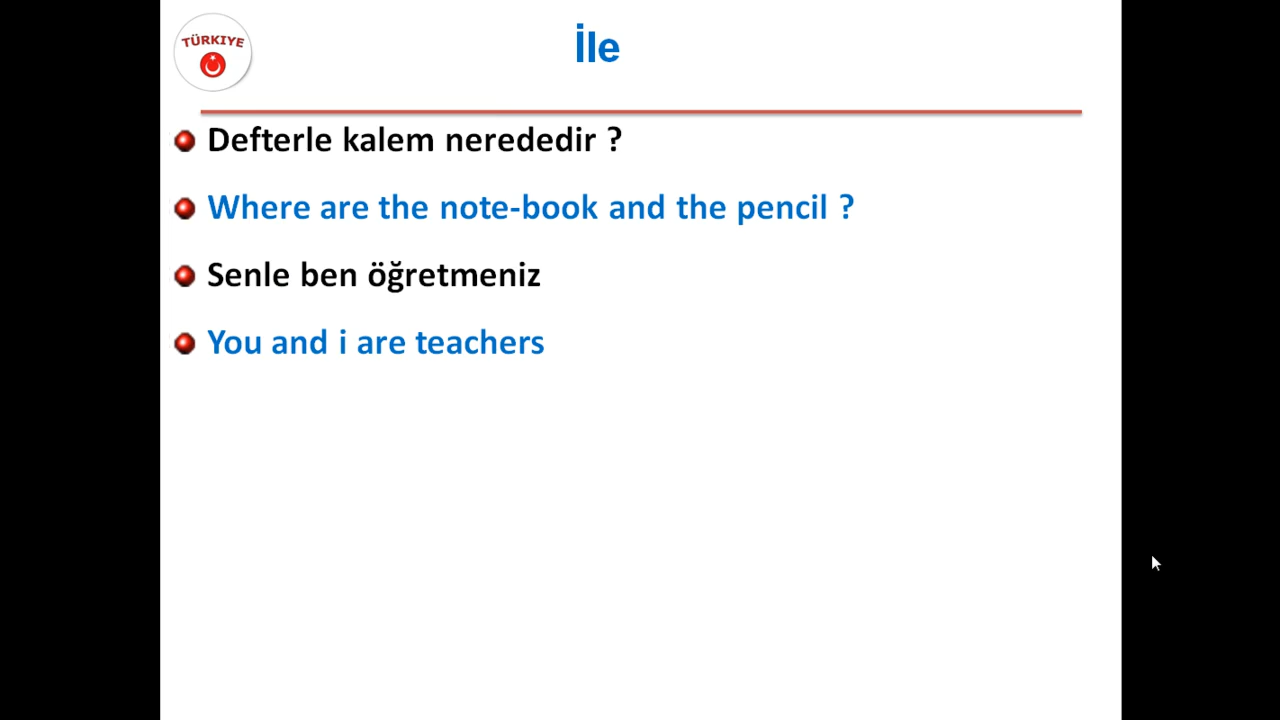 TÜRKIYE
İle
Defterle kalem nerededir ?
Where are the note-book and the pencil ?
Senle ben öğretmeniz
You and i are teachers